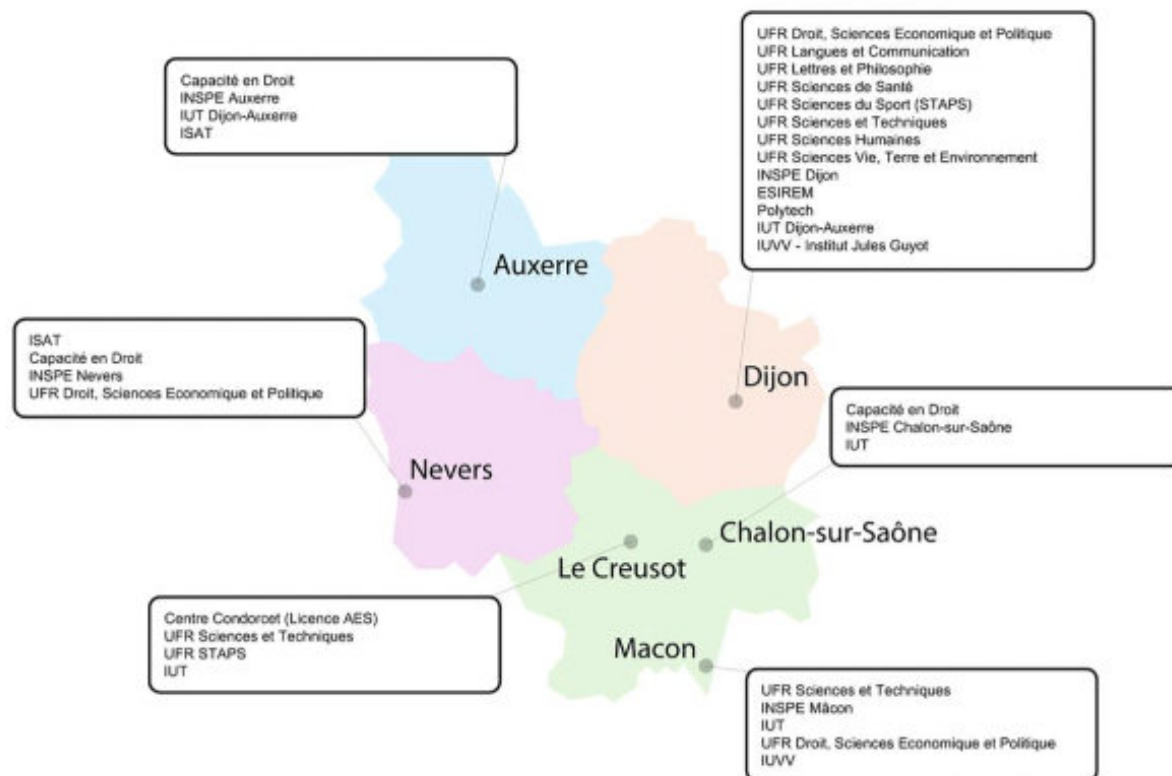 UFR Droit, Sciences Economique et Politique
UFR Langues et Communication
UFR Lettres et Philosophie
UFR Sciences de Santé
UFR Sciences du Sport (STAPS)
UFR Sciences et Techniques
UFR Sciences Humaines
UFR Sciences Vie, Terre et Environnement
INSPE Dijon
ESIREM
Polytech
IUT Dijon-Auxerre
IUVV - Institut Jules Guyot
Capacité en Droit
INSPE Auxerre
IUT Dijon-Auxerre
ISAT
Auxerre
ISAT
Capacité en Droit
INSPE Nevers
UFR Droit, Sciences Economique et Politique
Dijon
Capacité en Droit
INSPE Chalon-sur-Saône
IUT
Nevers
Chalon-sur-Saône
Le Creusot
Centre Condorcet (Licence AES)
UFR Sciences et Techniques
UFR STAPS
IUT
Macon
UFR Sciences et Techniques
INSPE Mâcon
IUT
UFR Droit, Sciences Economique et Politique
IUVV